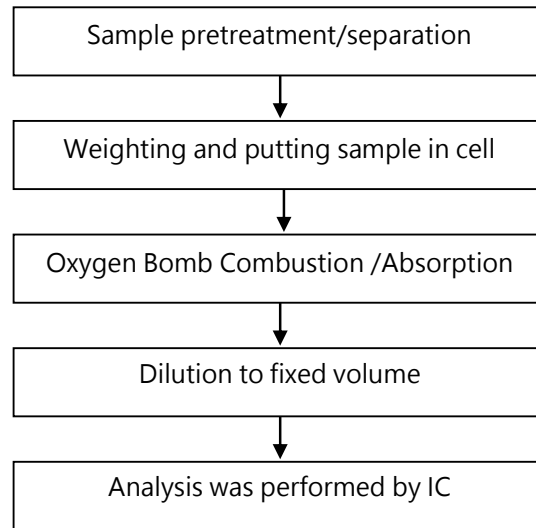 Sample pretreatment/separation
Weighting and putting sample in cell
Oxygen Bomb Combustion /Absorption
Dilution to fixed volume
Analysis was performed by IC